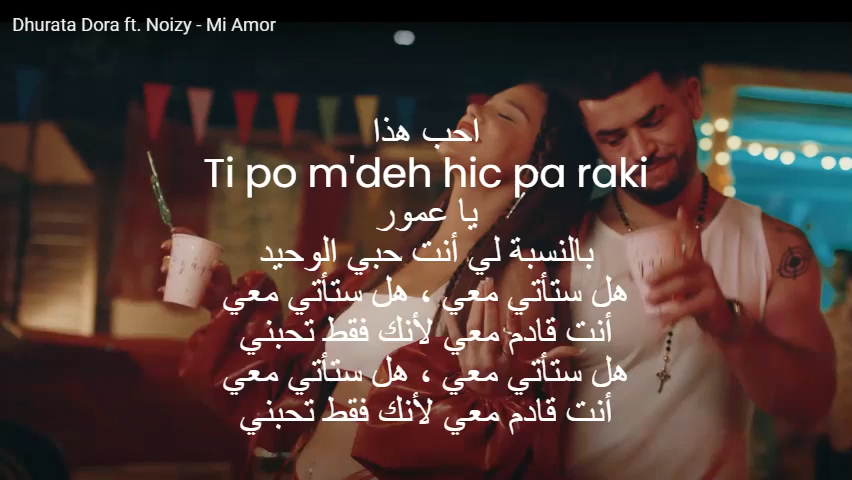 Dhurata Dora ft. Noizy - Mi Amor
احب هذا
Ti po m'deh hic pa raki
يا عمور
بالنسبة لي أنت حبي الوحيد
هل ستأتي معي ، هل ستأتي معي
أنت قادم معي لأنك فقط تحبني
هل ستأتي معي ، هل ستأتي معي
أنت قادم معي لأنك فقط تحبني